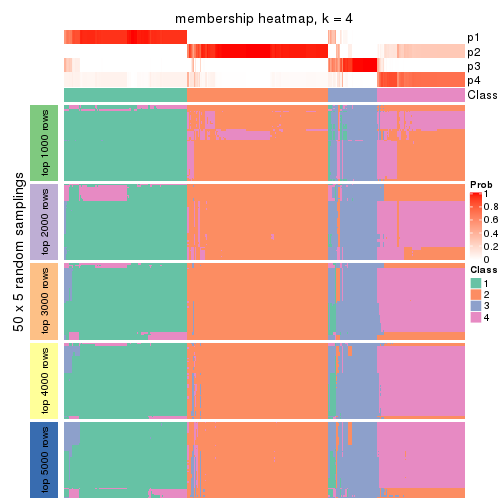 membership heatmap, k = 4
p1
p2
p3
p4
Class
50 x 5 random samplings
top 1000 rows
top 2000 rows
top 3000 rows
top 4000 rows
top 5000 rows
Prob
1
0.8
0.6
0.4
0.2
0
Class
1
2
3
4